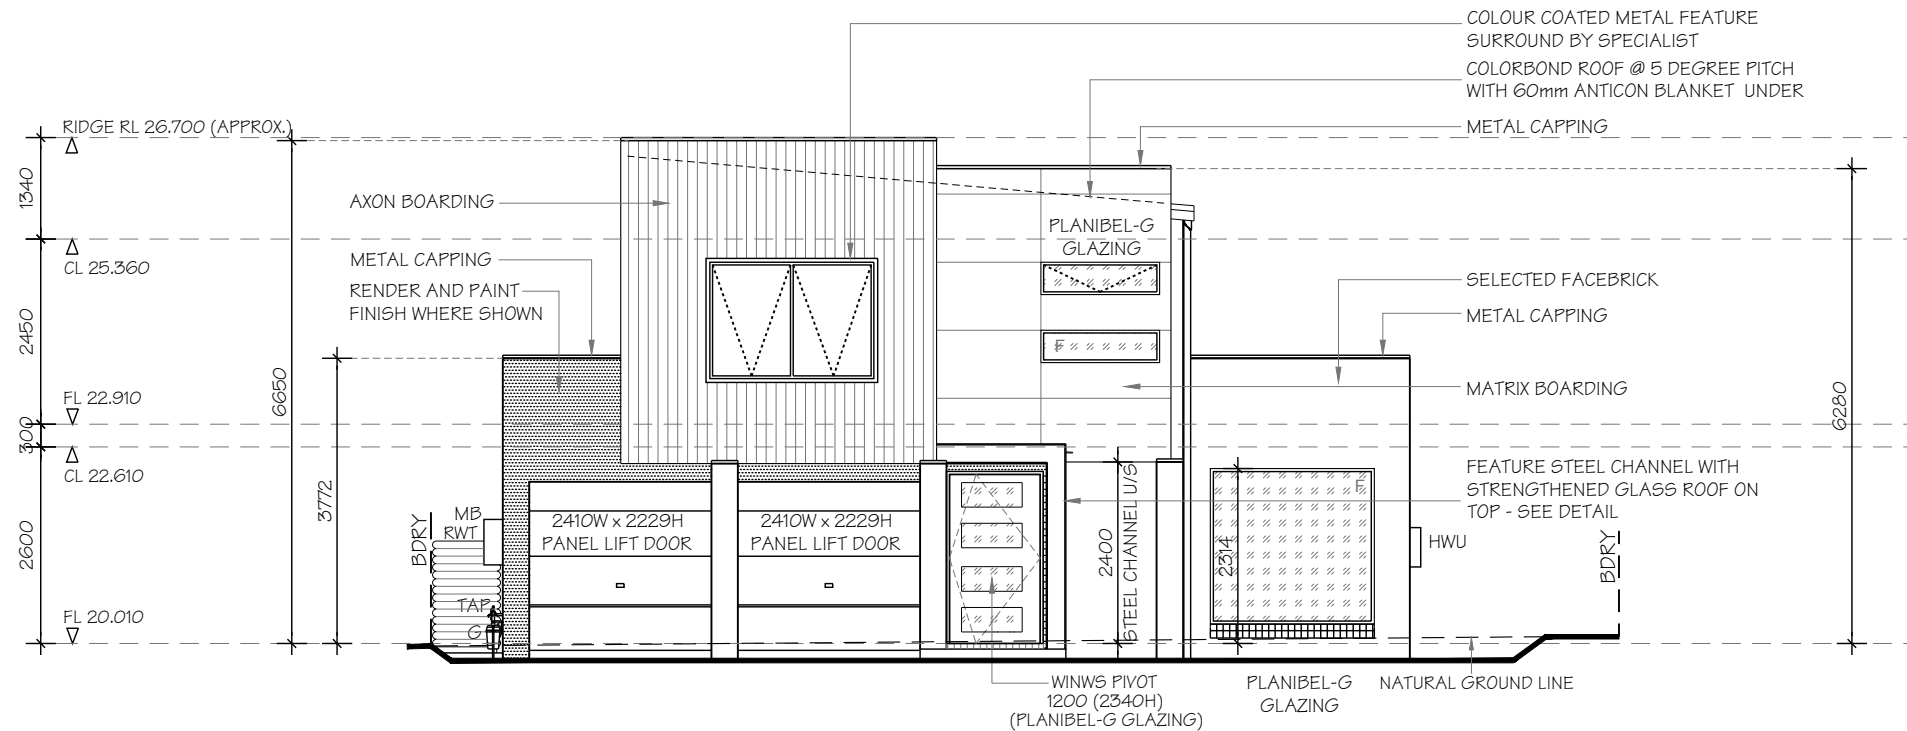 COLOUR COATED METAL FEATURE
SURROUND BY SPECIALIST
COLORBOND ROOF @ 5 DEGREE PITCH
WITH 60mm ANTICON BLANKET UNDER
METAL CAPPING
RIDGE RL 26.700 (APPROX.)
1340
AXON BOARDING
PLANIBEL-G
GLAZING
CL 25.360
METAL CAPPING
RENDER AND PAINT
FINISH WHERE SHOWN
SELECTED FACEBRICK
METAL CAPPING
2450
F
MATRIX BOARDING
FL 22.910
6650
6280
300
CL 22.610
3772
FEATURE STEEL CHANNEL WITH
STRENGTHENED GLASS ROOF ON
TOP - SEE DETAIL
F
MB
RWT
BDRY
2410W x 2229H
PANEL LIFT DOOR
2410W x 2229H
PANEL LIFT DOOR
2400
STEEL CHANNEL U/S
2314
HWU
BDRY
2600
TAP
G
FL 20.010
WINWS PIVOT
1200 (2340H)
(PLANIBEL-G GLAZING)
PLANIBEL-G
GLAZING
NATURAL GROUND LINE